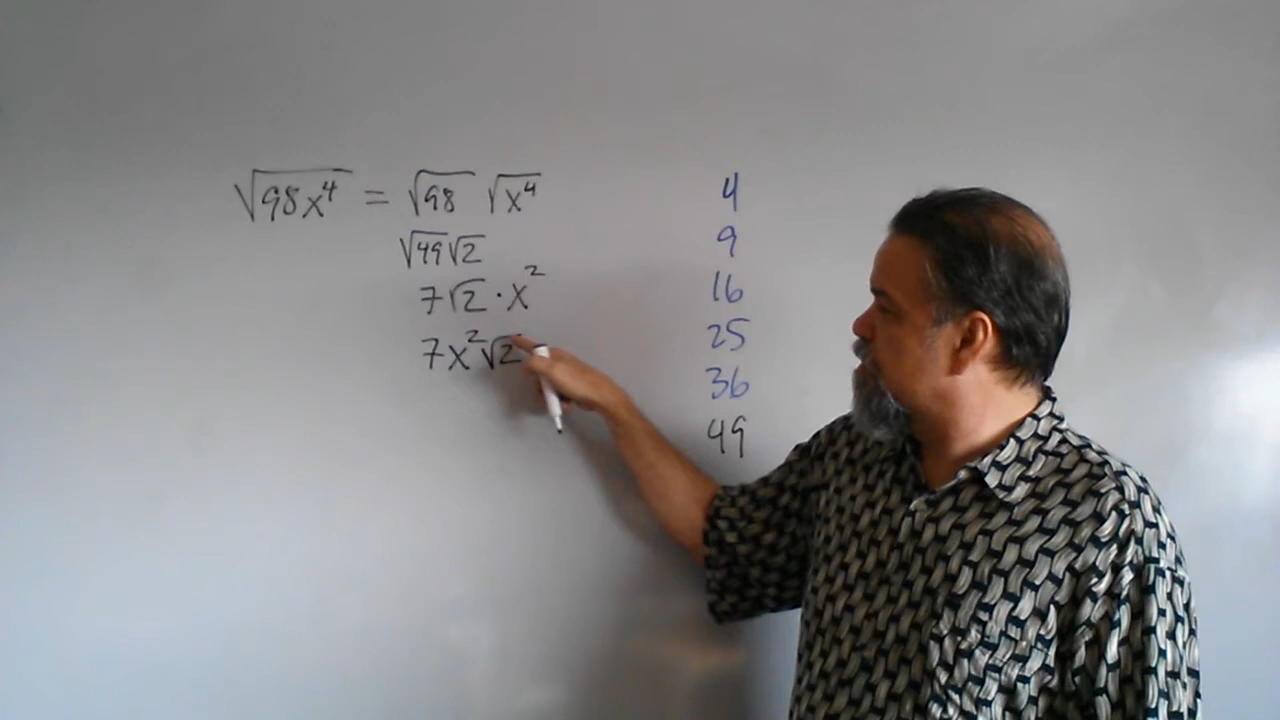 √98x⁴ = √98 √x⁴
√49 √2
7√2 · x²
7x²√2
4
9
16
25
36
49